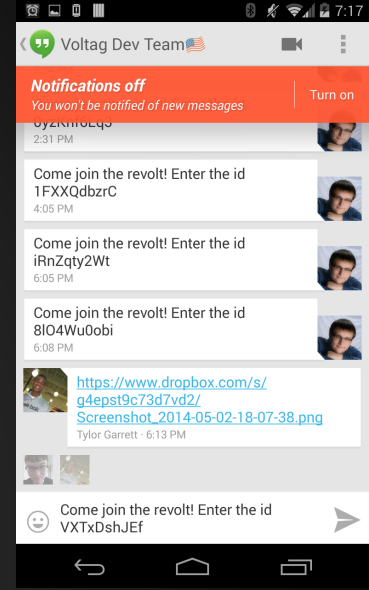 7:17
Voltag Dev Team🇺🇸
Notifications off
You won't be notified of new messages
Turn on
2:31 PM
Come join the revolt! Enter the id
1FXXQdbzrC
4:05 PM
Come join the revolt! Enter the id
iRnZqty2Wt
6:05 PM
Come join the revolt! Enter the id
8lO4Wu0obi
6:08 PM
https://www.dropbox.com/s/
g4epst9c73d7vd2/
Screenshot_2014-05-02-18-07-38.png
Tylor Garrett · 6:13 PM
Come join the revolt! Enter the id
VXTxDshJEf